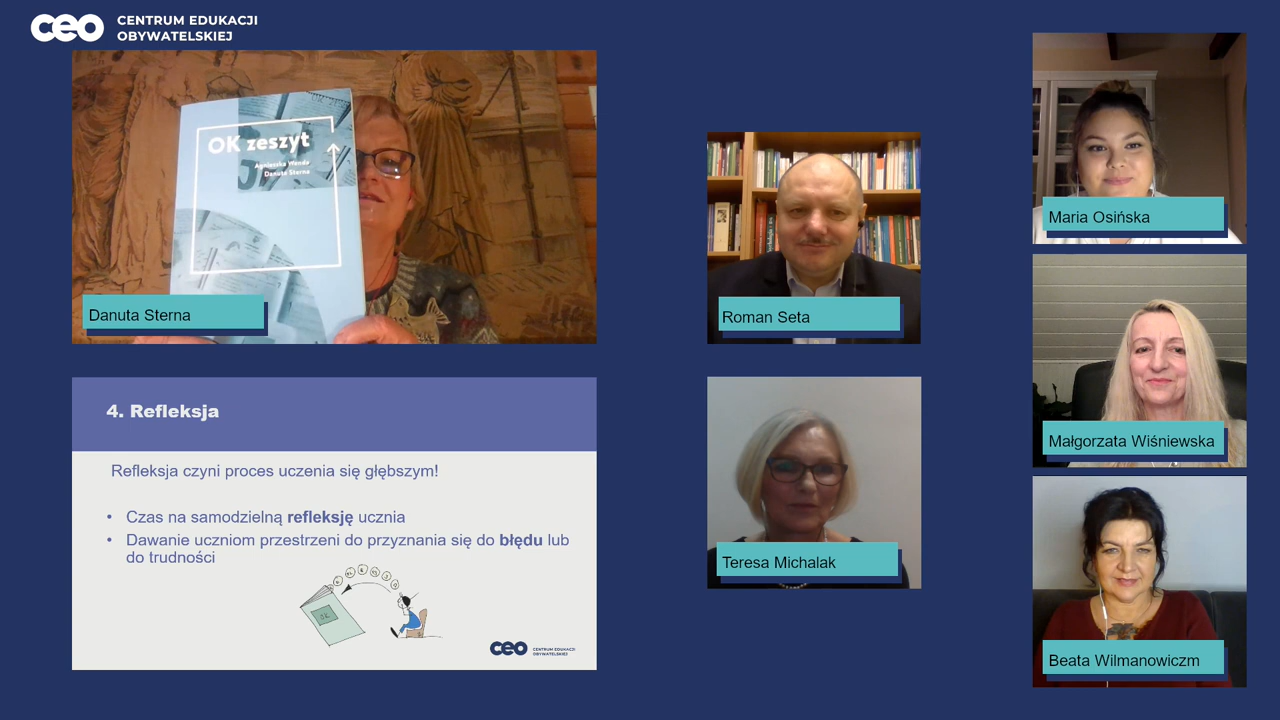 ceo CENTRUM EDUKACJI
OBYWATELSKIEJ
OK zeszyt
Agnieszka Wenda
Danuta Sterna
Danuta Sterna
Roman Seta
Maria Osińska
Małgorzata Wiśniewska
Teresa Michalak
Beata Wilmanowiczm
4. Refleksja
Refleksja czyni proces uczenia się głębszym!
• Czas na samodzielną refleksję ucznia
• Dawanie uczniom przestrzeni do przyznania się do błędu lub
do trudności
ceo CENTRUM EDUKACJI
OBYWATELSKIEJ